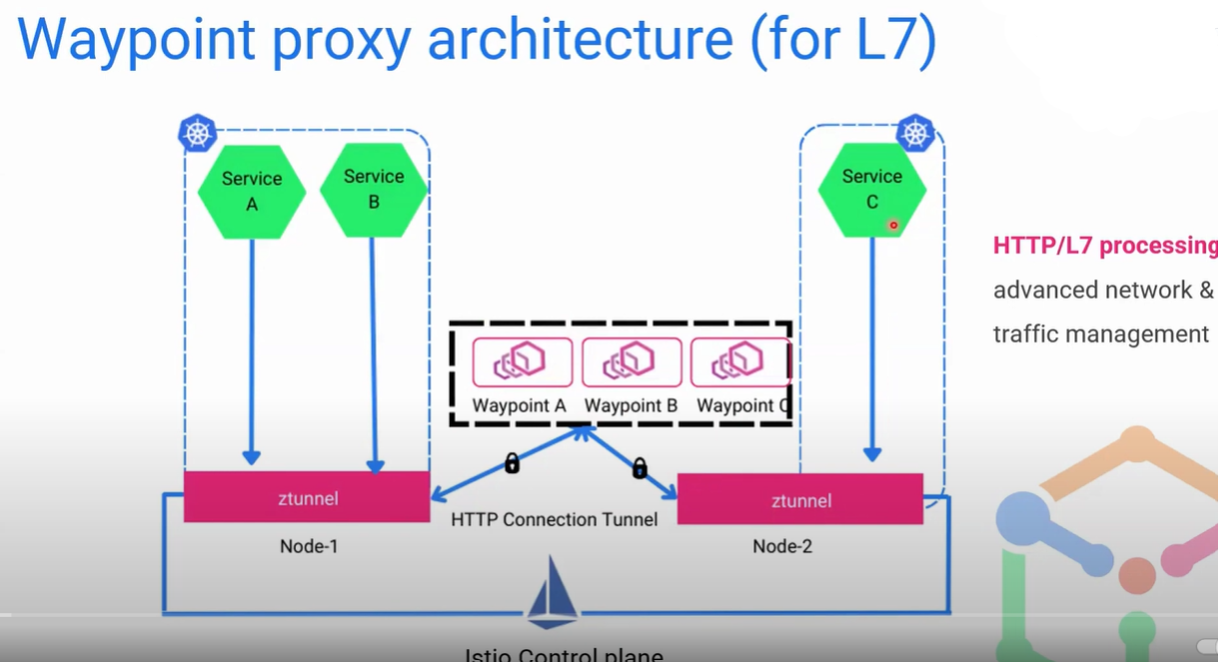 Waypoint proxy architecture (for L7)
Service
A
Service
B
Service
C
HTTP/L7 processing
advanced network &
traffic management
Waypoint A
Waypoint B
Waypoint C
ztunnel
HTTP Connection Tunnel
ztunnel
Node-1
Node-2
Istio Control plane